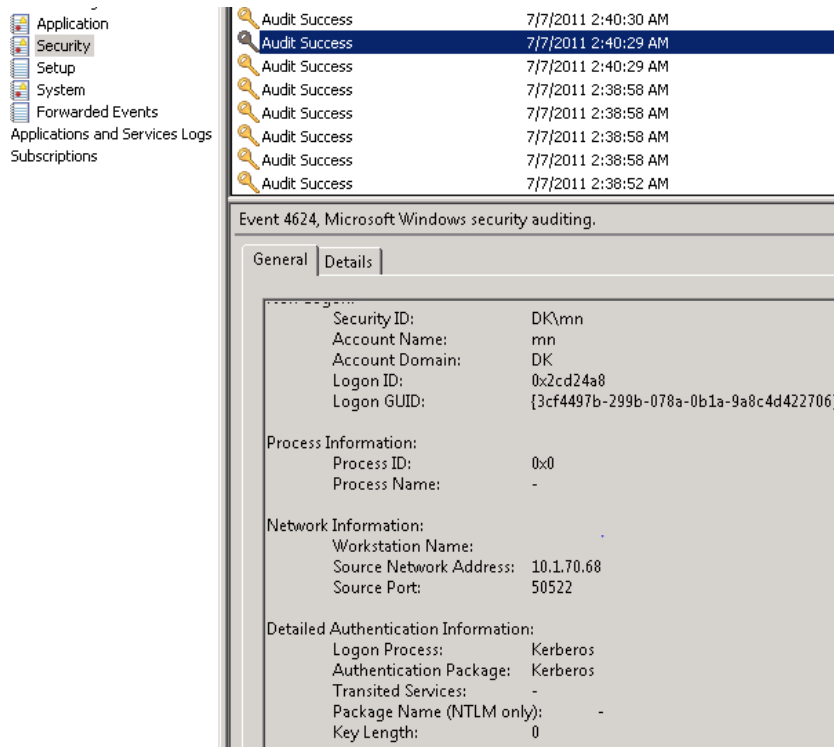 Application
Security
Setup
System
Forwarded Events
Applications and Services Logs
Subscriptions
Audit Success 7/7/2011 2:40:30 AM
Audit Success 7/7/2011 2:40:29 AM
Audit Success 7/7/2011 2:40:29 AM
Audit Success 7/7/2011 2:38:58 AM
Audit Success 7/7/2011 2:38:58 AM
Audit Success 7/7/2011 2:38:58 AM
Audit Success 7/7/2011 2:38:58 AM
Audit Success 7/7/2011 2:38:52 AM
Event 4624, Microsoft Windows security auditing.
General Details
Security ID: DK\mn
Account Name: mn
Account Domain: DK
Logon ID: 0x2cd24a8
Logon GUID: {3cf4497b-299b-078a-0b1a-9a8c4d422706}
Process Information:
Process ID: 0x0
Process Name: -
Network Information:
Workstation Name:
Source Network Address: 10.1.70.68
Source Port: 50522
Detailed Authentication Information:
Logon Process: Kerberos
Authentication Package: Kerberos
Transited Services: -
Package Name (NTLM only): -
Key Length: 0